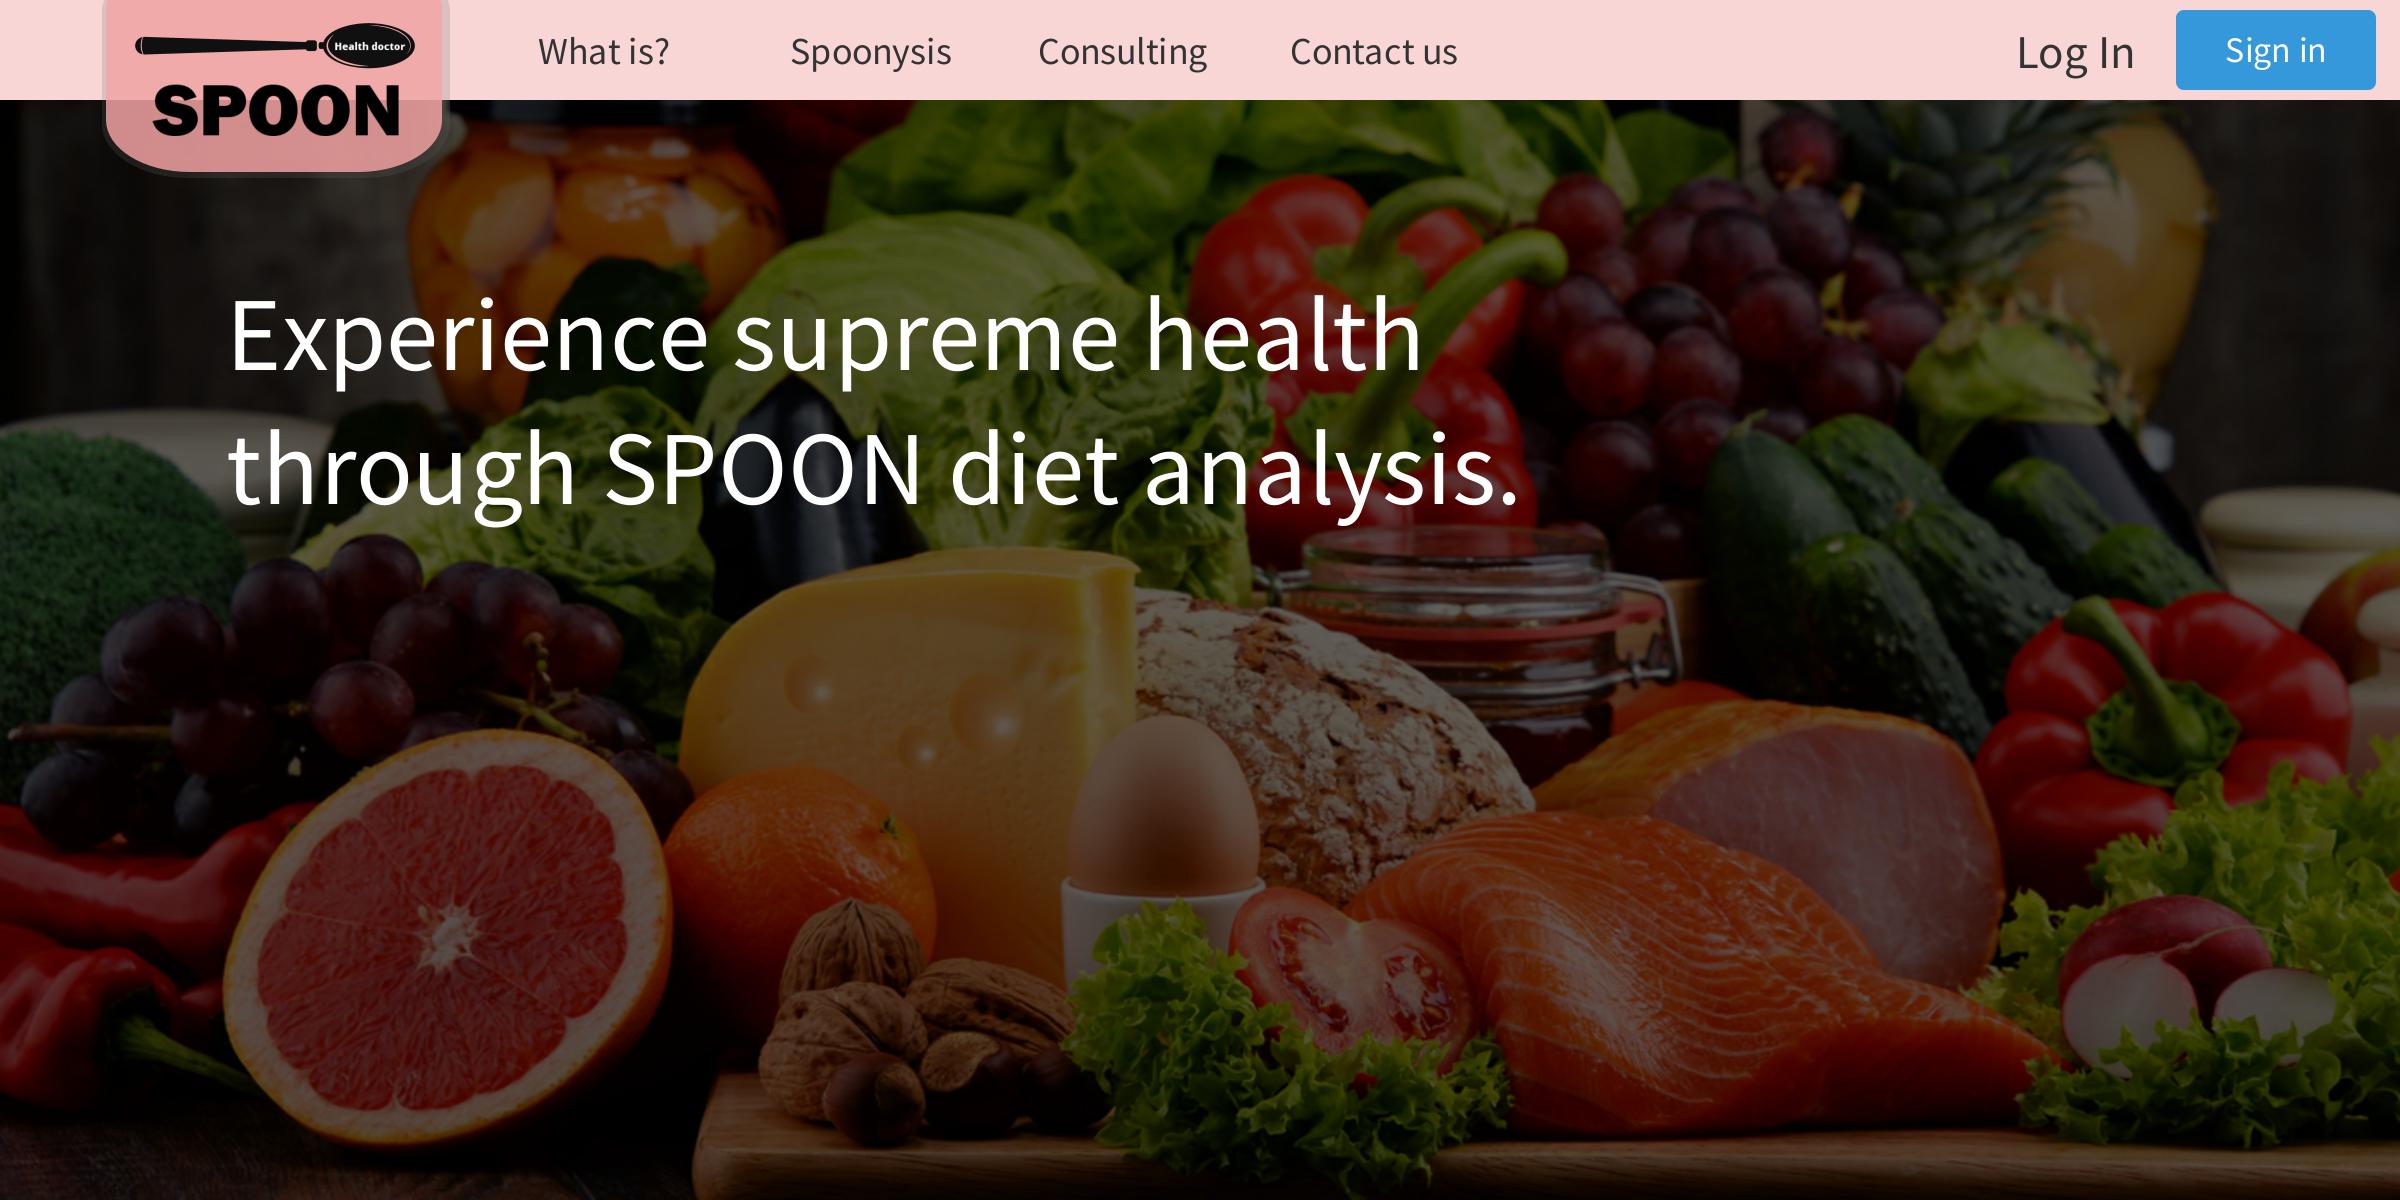 Health doctor
SPOON
What is?
Spoonysis
Consulting
Contact us
Log In
Sign in
Experience supreme health
through SPOON diet analysis.